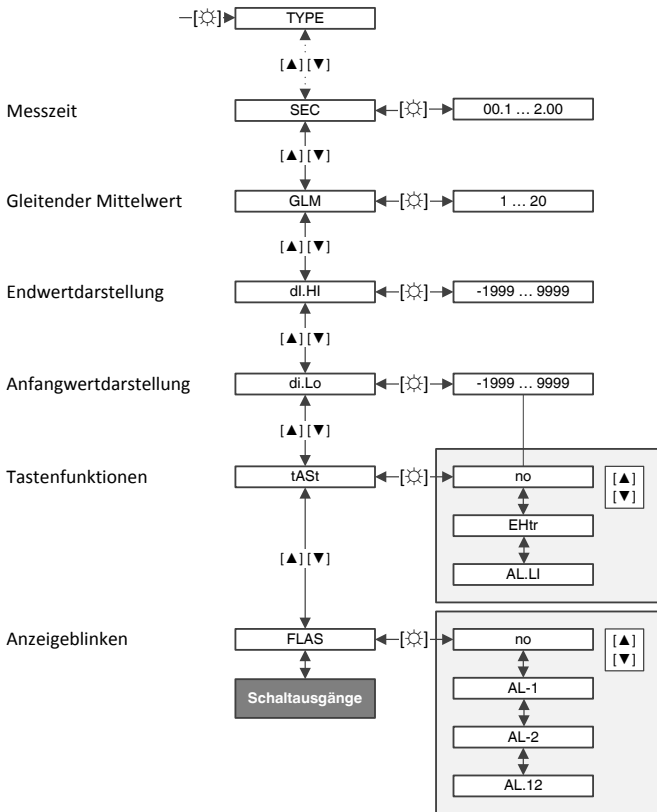 [☼] TYPE
[▲] [▼]
Messzeit SEC [☼] 00.1 ... 2.00
[▲] [▼]
Gleitender Mittelwert GLM [☼] 1 ... 20
[▲] [▼]
Endwertdarstellung dI.HI [☼] -1999 ... 9999
[▲] [▼]
Anfangwertdarstellung di.Lo [☼] -1999 ... 9999
[▲] [▼]
Tastenfunktionen tASt [☼] no [▲]
[▼]
EHtr
[▲] [▼] AL.LI
Anzeigeblinken FLAS [☼] no [▲]
[▼]
Schaltausgänge AL-1
AL-2
AL.12